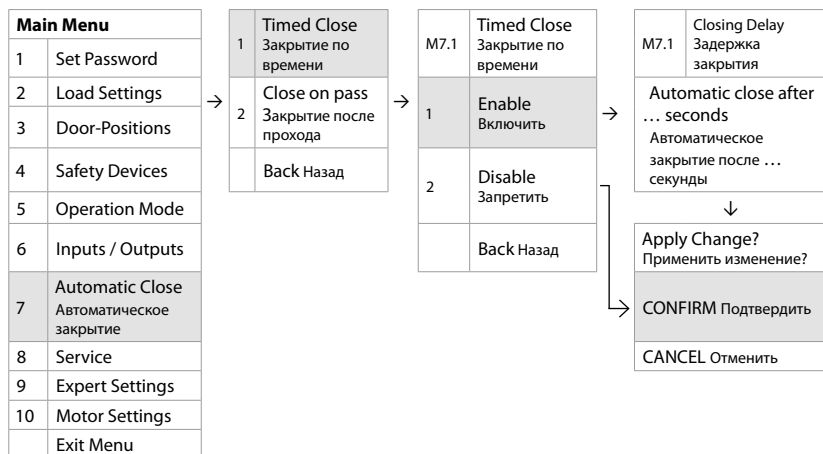 Main Menu
1 Set Password
2 Load Settings
3 Door-Positions
4 Safety Devices
5 Operation Mode
6 Inputs / Outputs
7 Automatic Close
Автоматическое
закрытие
8 Service
9 Expert Settings
10 Motor Settings
Exit Menu
1 Timed Close
Закрытие по
времени
2 Close on pass
Закрытие после
прохода
Back Назад
M7.1 Timed Close
Закрытие по
времени
1 Enable
Включить
2 Disable
Запретить
Back Назад
M7.1 Closing Delay
Задержка
закрытия
Automatic close after
… seconds
Автоматическое
закрытие после …
секунды
Apply Change?
Применить изменение?
CONFIRM Подтвердить
CANCEL Отменить